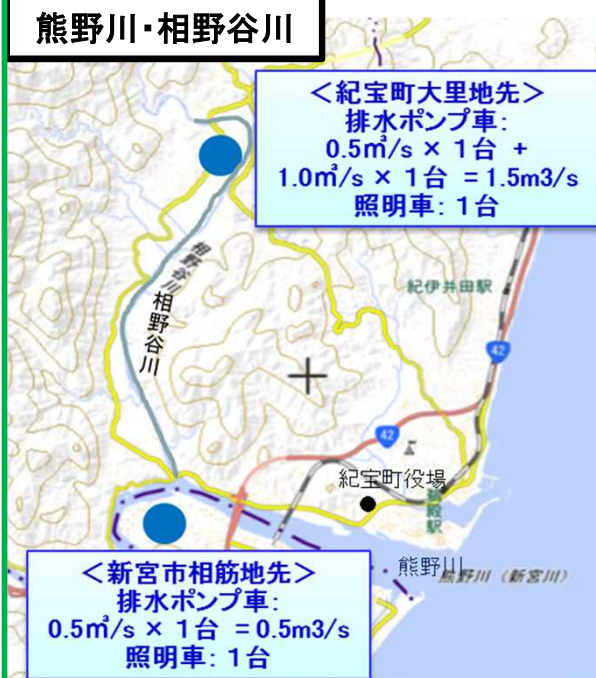 熊野川・相野谷川
＜紀宝町大里地先＞
排水ポンプ車：
0.5㎥/s × 1台 +
1.0㎥/s × 1台 =1.5m3/s
照明車：1台
相野谷川
相野谷川
紀伊井田駅
42
42
紀宝町役場
鵜殿駅
熊野川
熊野川（新宮川）
＜新宮市相筋地先＞
排水ポンプ車：
0.5㎥/s × 1台 =0.5m3/s
照明車：1台